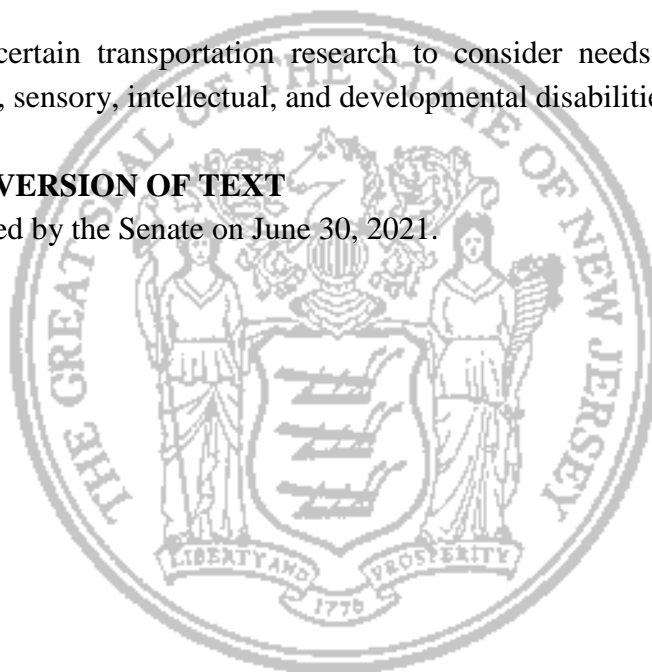 certain transportation research to consider needs
, sensory, intellectual, and developmental disabilitie
VERSION OF TEXT
ed by the Senate on June 30, 2021.
THE GREAT SEAL OF THE STATE OF NEW JERSEY
LIBERTY AND PROSPERITY
1776